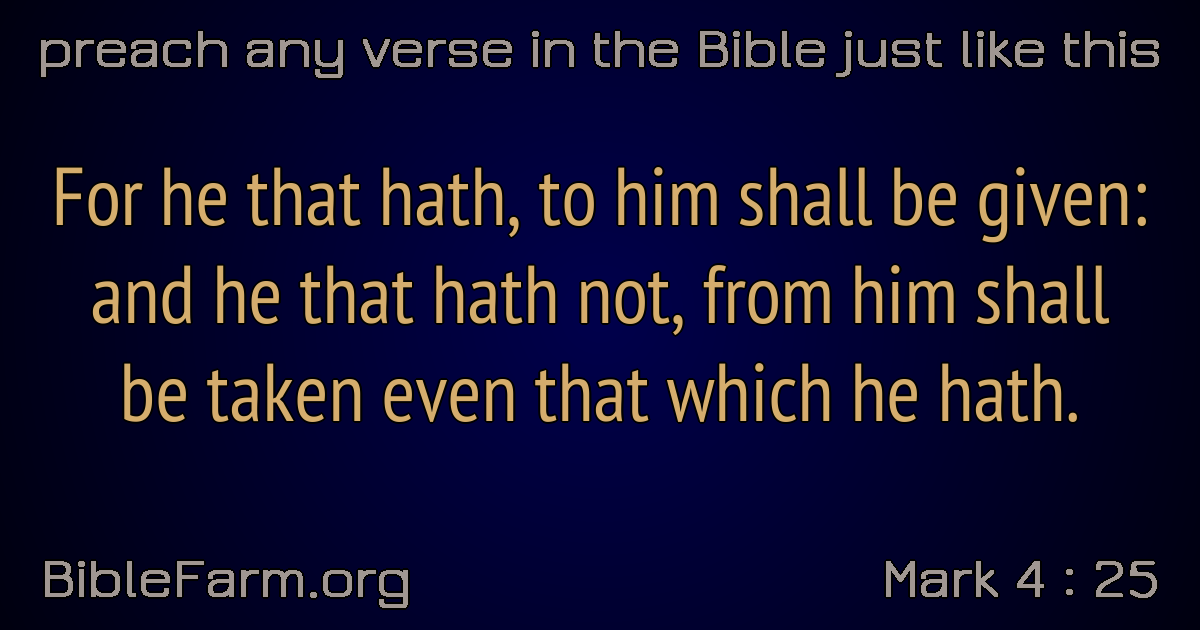 preach any verse in the Bible just like this
For he that hath, to him shall be given:
and he that hath not, from him shall
be taken even that which he hath.
BibleFarm.org
Mark 4 : 25